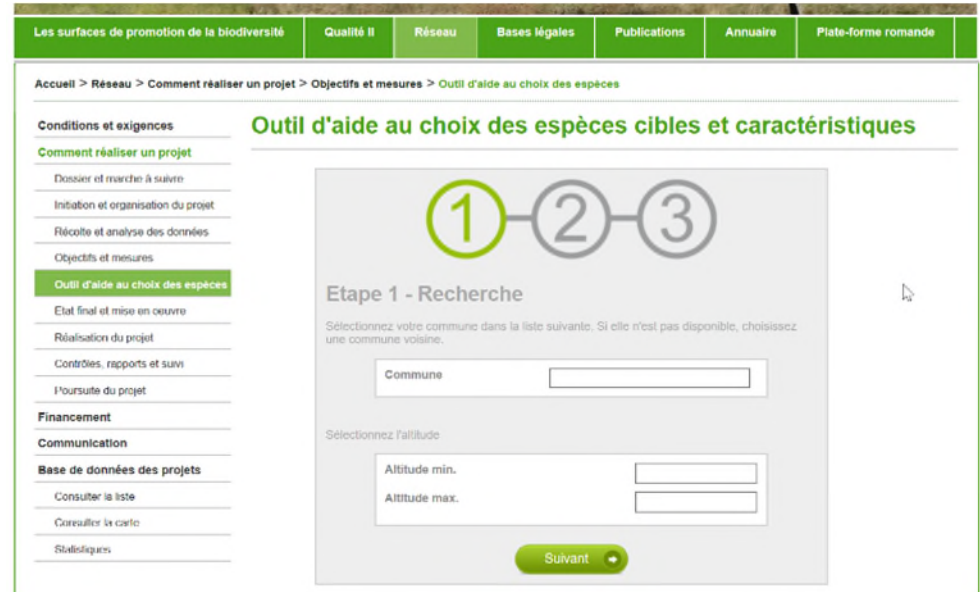 Les surfaces de promotion de la biodiversité
Qualité II
Réseau
Bases légales
Publications
Annuaire
Plate-forme romande
Accueil > Réseau > Comment réaliser un projet > Objectifs et mesures > Outil d'aide au choix des espèces
Conditions et exigences
Comment réaliser un projet
Dossier et marche à suivre
Initiation et organisation du projet
Récolte et analyse des données
Objectifs et mesures
Outil d'aide au choix des espèces
Etat final et mise en oeuvre
Réalisation du projet
Contrôles, rapports et suivi
Poursuite du projet
Financement
Communication
Base de données des projets
Consulter la liste
Consulter la carte
Statistiques
Outil d'aide au choix des espèces cibles et caractéristiques
1 2 3
Etape 1 - Recherche
Sélectionnez votre commune dans la liste suivante. Si elle n'est pas disponible, choisissez
une commune voisine.
Commune
Sélectionnez l'altitude
Altitude min.
Altitude max.
Suivant